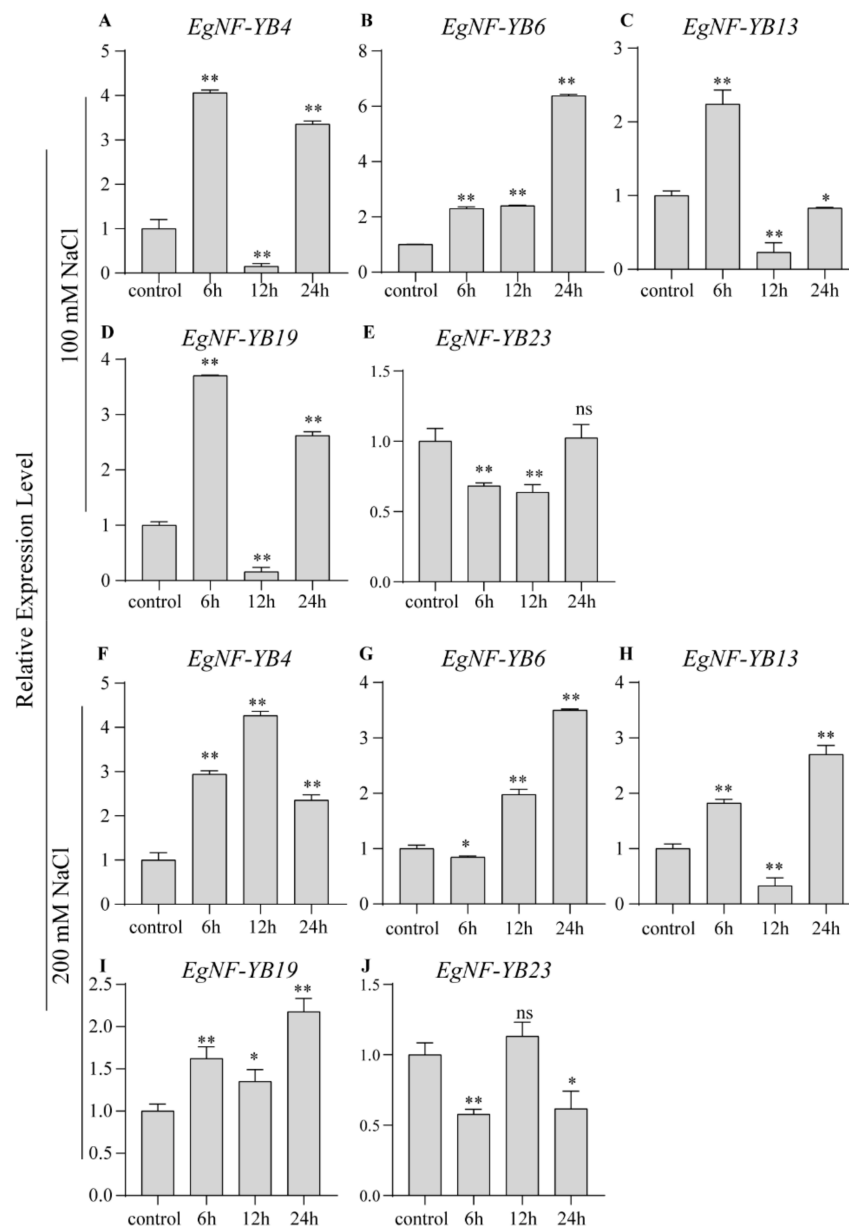 Relative Expression Level
100 mM NaCl
A EgNF-YB4
5
4
3
2
1
0
** ** **
control 6h 12h 24h
B EgNF-YB6
8
6
4
2
0
** ** **
control 6h 12h 24h
C EgNF-YB13
3
2
1
0
** ** *
control 6h 12h 24h
D EgNF-YB19
4
3
2
1
0
** ** **
control 6h 12h 24h
E EgNF-YB23
1.5
1.0
0.5
0.0
** ** ns
control 6h 12h 24h
200 mM NaCl
F EgNF-YB4
5
4
3
2
1
0
** ** **
control 6h 12h 24h
G EgNF-YB6
4
3
2
1
0
* ** **
control 6h 12h 24h
H EgNF-YB13
4
3
2
1
0
** ** **
control 6h 12h 24h
I EgNF-YB19
2.5
2.0
1.5
1.0
0.5
0.0
** * **
control 6h 12h 24h
J EgNF-YB23
1.5
1.0
0.5
0.0
** ns *
control 6h 12h 24h